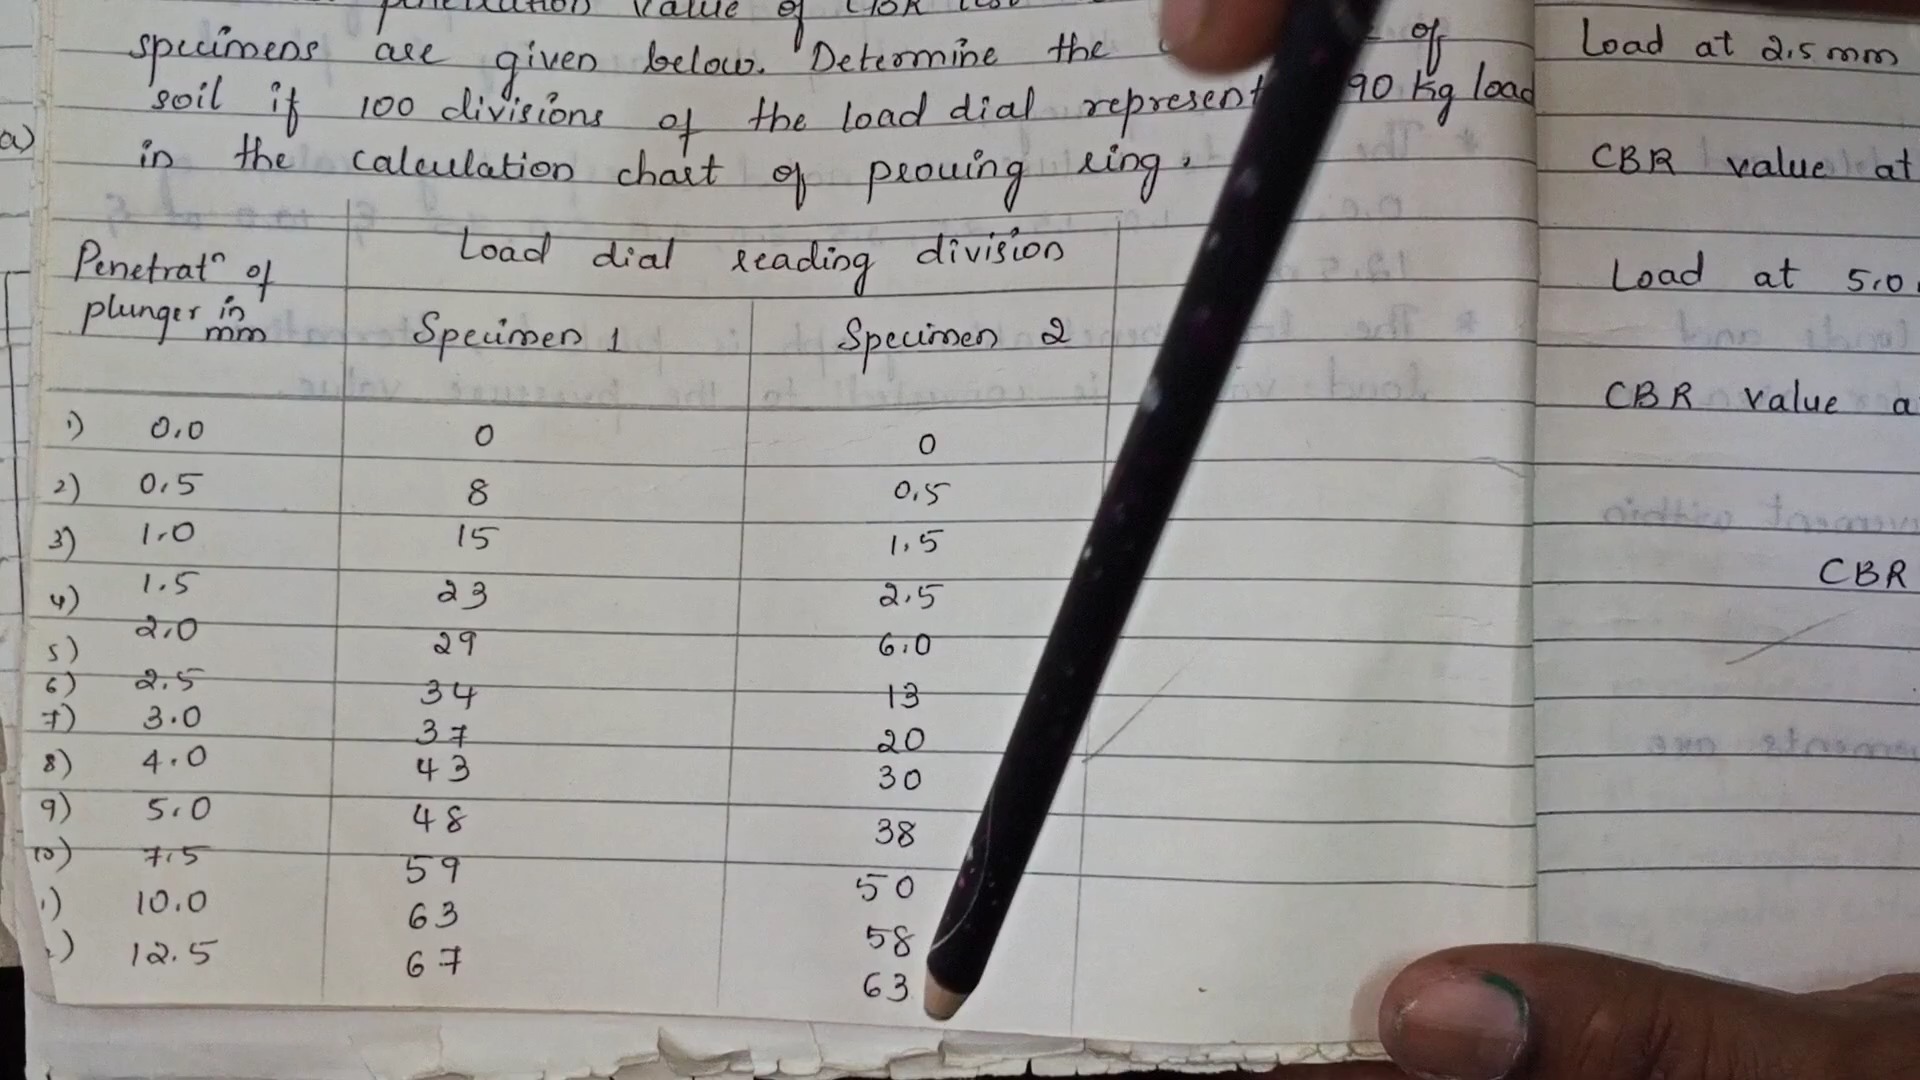 penetration value of CBR test
specimens are given below. Determine the of
soil if 100 divisions of the load dial represent 90 kg load
in the calculation chart of proving ring.
Penetratn of plunger in mm Load dial reading division
Specimen 1 Specimen 2
1) 0.0 0 0
2) 0.5 8 0.5
3) 1.0 15 1.5
4) 1.5 23 2.5
5) 2.0 29 6.0
6) 2.5 34 13
7) 3.0 37 20
8) 4.0 43 30
9) 5.0 48 38
10) 7.5 59 50
1) 10.0 63 58
) 12.5 67 63
a)
Load at 2.5 mm
CBR value at
Load at 5.0
CBR value a
CBR